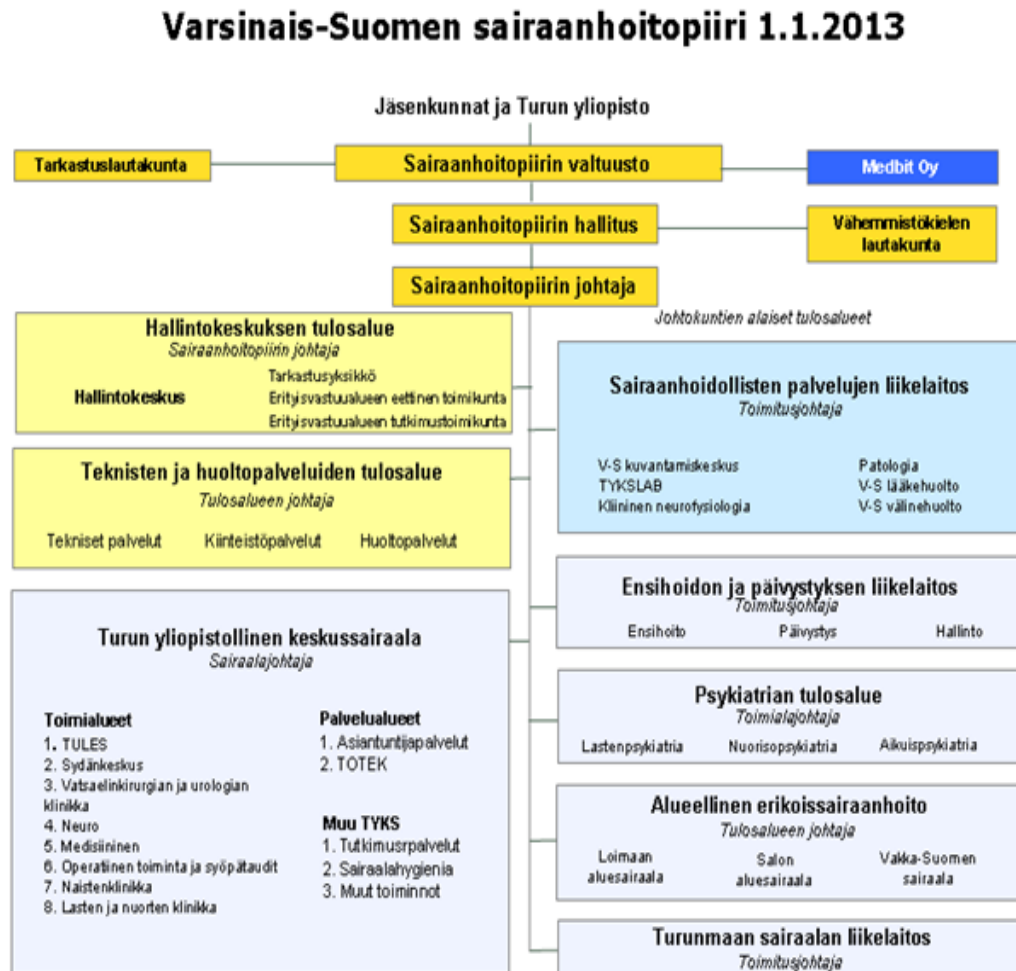 Varsinais-Suomen sairaanhoitopiiri 1.1.2013
Jäsenkunnat ja Turun yliopisto
Tarkastuslautakunta
Sairaanhoitopiirin valtuusto
Medbit Oy
Sairaanhoitopiirin hallitus
Vähemmistökielen
lautakunta
Sairaanhoitopiirin johtaja
Johtokuntien alaiset tulosalueet
Hallintokeskuksen tulosalue
Sairaanhoitopiirin johtaja
Hallintokeskus
Tarkastusyksikkö
Erityisvastuualueen eettinen toimikunta
Erityisvastuualueen tutkimustoimikunta
Teknisten ja huoltopalveluiden tulosalue
Tulosalueen johtaja
Tekniset palvelut
Kiinteistöpalvelut
Huoltopalvelut
Turun yliopistollinen keskussairaala
Sairaalajohtaja
Toimialueet
1. TULES
2. Sydänkeskus
3. Vatsaelinkirurgian ja urologian
klinikka
4. Neuro
5. Medisiininen
6. Operatiinen toiminta ja syöpätaudit
7. Naistenklinikka
8. Lasten ja nuorten klinikka
Palvelualueet
1. Asiantuntijapalvelut
2. TOTEK
Muu TYKS
1. Tutkimusrpalvelut
2. Sairaalahygienia
3. Muut toiminnot
Sairaanhoidollisten palvelujen liikelaitos
Toimitusjohtaja
V-S kuvantamiskeskus
TYKSLAB
Kliininen neurofysiologia
Patologia
V-S lääkehuolto
V-S välinehuolto
Ensihoidon ja päivystyksen liikelaitos
Toimitusjohtaja
Ensihoito
Päivystys
Hallinto
Psykiatrian tulosalue
Toimialajohtaja
Lastenpsykiatria
Nuorisopsykiatria
Aikuispsykiatria
Alueellinen erikoissairaanhoito
Tulosalueen johtaja
Loimaan
aluesairaala
Salon
aluesairaala
Vakka-Suomen
sairaala
Turunmaan sairaalan liikelaitos
Toimitusjohtaja